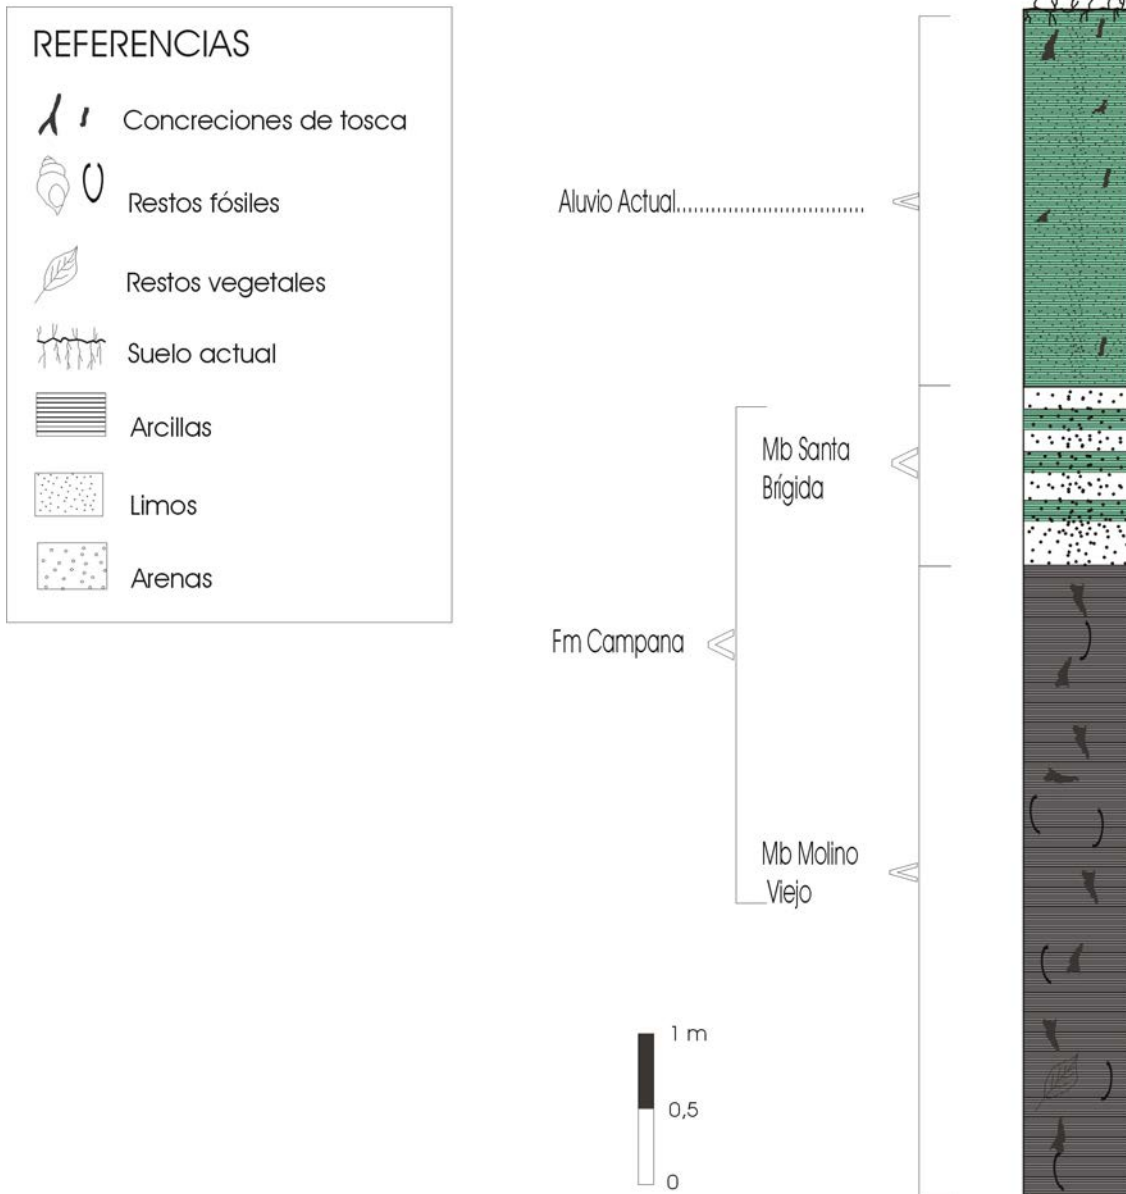 REFERENCIAS
Concreciones de tosca
Restos fósiles
Restos vegetales
Suelo actual
Arcillas
Limos
Arenas
Aluvio Actual................................
Mb Santa
Brígida
Fm Campana
Mb Molino
Viejo
1 m
0,5
0